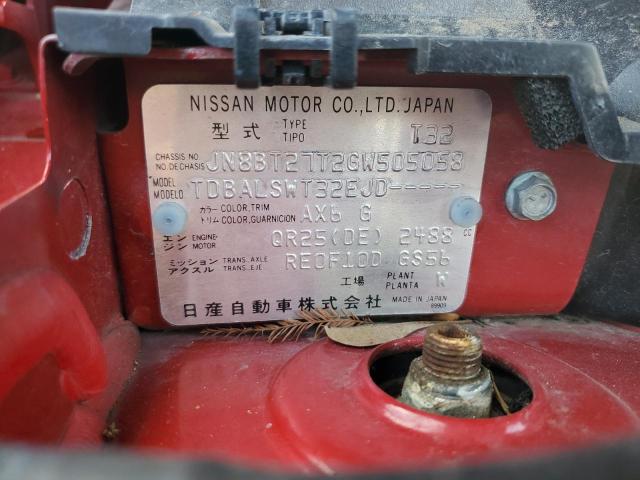 NISSAN MOTOR CO.,LTD.JAPAN
型式 TYPE TIPO T32
CHASSIS NO NO.DECHASIS JN8BT27T2GW505058
MODEL MODELO TDBALSWT32EJD-----
カラー COLOR,TRIM トリム COLOR,GUARNICION AX6 G
エンジン ENGINE MOTOR QR25(DE) 2488 CC
ミッション アクスル TRANS.AXLE TRANS.EJE RE0F10D GS56
工場 PLANT PLANTA K
日産自動車株式会社 MADE IN JAPAN
89909